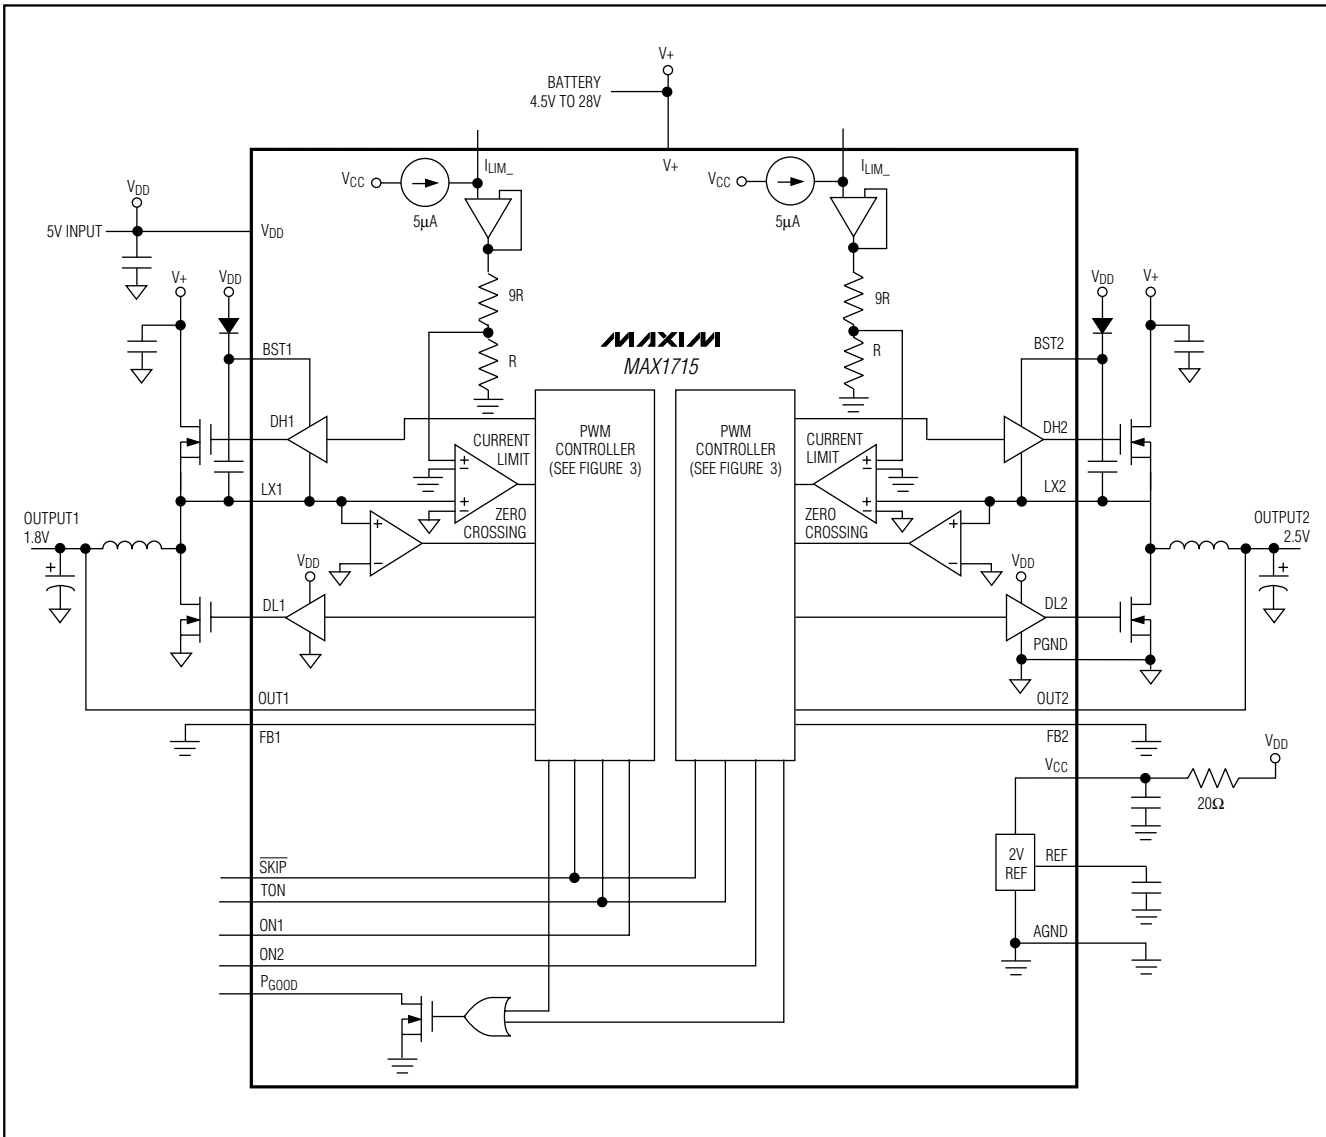 V+
BATTERY
4.5V TO 28V
V+
ILIM_
VCC
5µA
ILIM_
VCC
5µA
VDD
5V INPUT
VDD
V+
VDD
9R
R
9R
R
VDD
V+
MAXIM
MAX1715
BST1
BST2
DH1
DH2
PWM
CONTROLLER
(SEE FIGURE 3)
PWM
CONTROLLER
(SEE FIGURE 3)
CURRENT
LIMIT
CURRENT
LIMIT
+
–
+
–
+
–
+
–
LX1
LX2
ZERO
CROSSING
ZERO
CROSSING
+
–
+
–
OUTPUT1
1.8V
+
OUTPUT2
2.5V
+
VDD
VDD
DL1
DL2
PGND
OUT1
OUT2
FB1
FB2
VCC
VDD
20Ω
2V
REF
REF
SKIP
TON
ON1
AGND
ON2
PGOOD